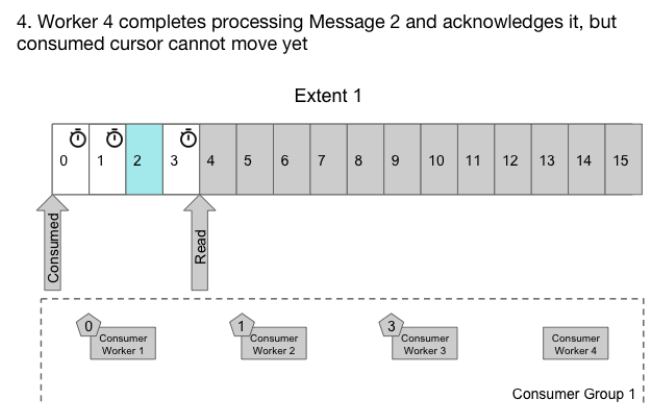 4. Worker 4 completes processing Message 2 and acknowledges it, but
consumed cursor cannot move yet
Extent 1
0 1 2 3 4 5 6 7 8 9 10 11 12 13 14 15
Consumed
Read
0
Consumer
Worker 1
1
Consumer
Worker 2
3
Consumer
Worker 3
Consumer
Worker 4
Consumer Group 1